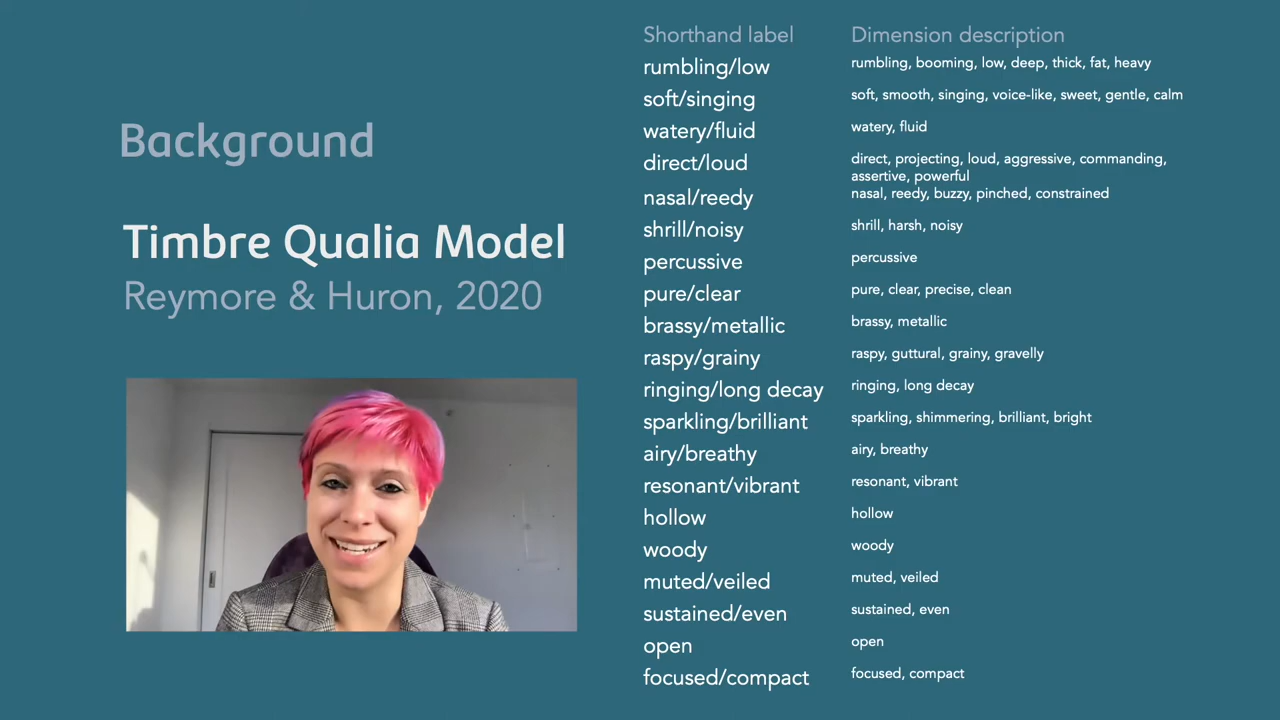 Background
Timbre Qualia Model
Reymore & Huron, 2020
Shorthand label Dimension description
rumbling/low rumbling, booming, low, deep, thick, fat, heavy
soft/singing soft, smooth, singing, voice-like, sweet, gentle, calm
watery/fluid watery, fluid
direct/loud direct, projecting, loud, aggressive, commanding,
assertive, powerful
nasal/reedy nasal, reedy, buzzy, pinched, constrained
shrill/noisy shrill, harsh, noisy
percussive percussive
pure/clear pure, clear, precise, clean
brassy/metallic brassy, metallic
raspy/grainy raspy, guttural, grainy, gravelly
ringing/long decay ringing, long decay
sparkling/brilliant sparkling, shimmering, brilliant, bright
airy/breathy airy, breathy
resonant/vibrant resonant, vibrant
hollow hollow
woody woody
muted/veiled muted, veiled
sustained/even sustained, even
open open
focused/compact focused, compact